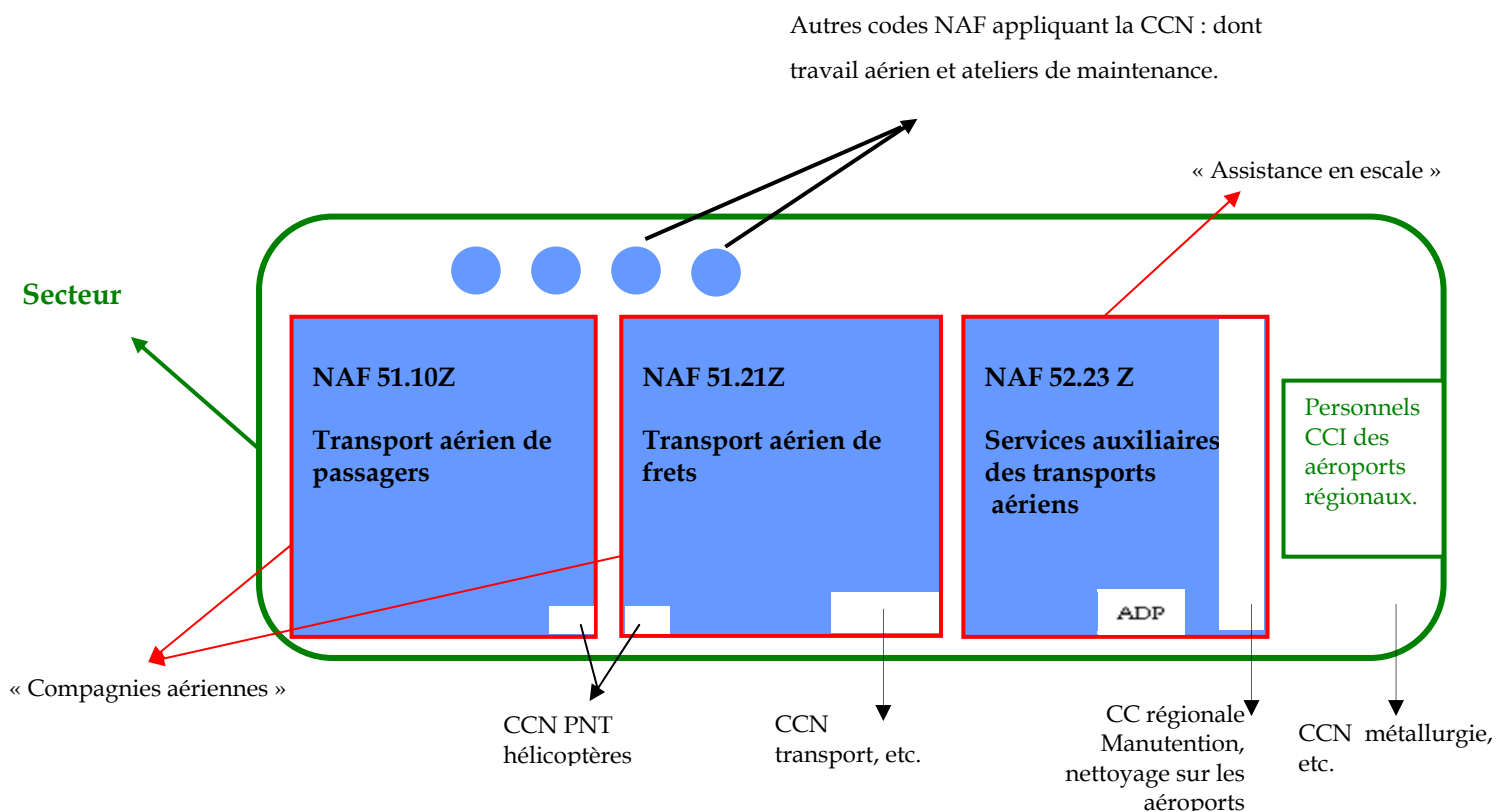 Autres codes NAF appliquant la CCN : dont
travail aérien et ateliers de maintenance.
« Assistance en escale »
Secteur
NAF 51.10Z
Transport aérien de
passagers
NAF 51.21Z
Transport aérien de
frets
NAF 52.23 Z
Services auxiliaires
des transports
aériens
Personnels
CCI des
aéroports
régionaux.
ADP
« Compagnies aériennes »
CCN PNT
hélicoptères
CCN
transport, etc.
CC régionale
Manutention,
nettoyage sur les
aéroports
CCN métallurgie,
etc.